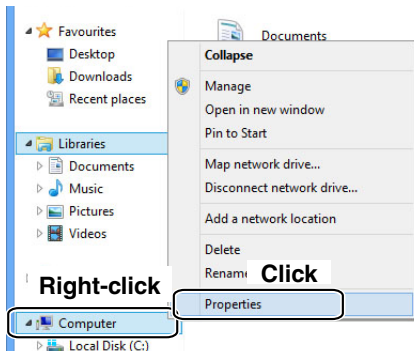 Favourites
Desktop
Downloads
Recent places
Libraries
Documents
Music
Pictures
Videos
Right-click
Computer
Local Disk (C:)
Documents
Collapse
Manage
Open in new window
Pin to Start
Map network drive...
Disconnect network drive...
Add a network location
Delete
Rename
Click
Properties